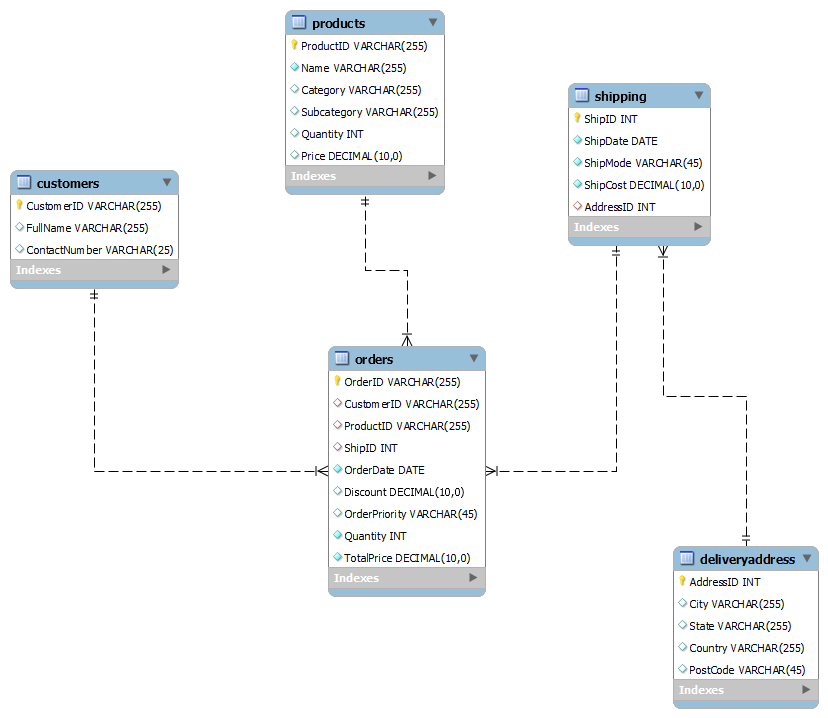 products
ProductID VARCHAR(255)
Name VARCHAR(255)
Category VARCHAR(255)
Subcategory VARCHAR(255)
Quantity INT
Price DECIMAL(10,0)
Indexes
shipping
ShipID INT
ShipDate DATE
ShipMode VARCHAR(45)
ShipCost DECIMAL(10,0)
AddressID INT
Indexes
customers
CustomerID VARCHAR(255)
FullName VARCHAR(255)
ContactNumber VARCHAR(25)
Indexes
orders
OrderID VARCHAR(255)
CustomerID VARCHAR(255)
ProductID VARCHAR(255)
ShipID INT
OrderDate DATE
Discount DECIMAL(10,0)
OrderPriority VARCHAR(45)
Quantity INT
TotalPrice DECIMAL(10,0)
Indexes
deliveryaddress
AddressID INT
City VARCHAR(255)
State VARCHAR(255)
Country VARCHAR(255)
PostCode VARCHAR(45)
Indexes